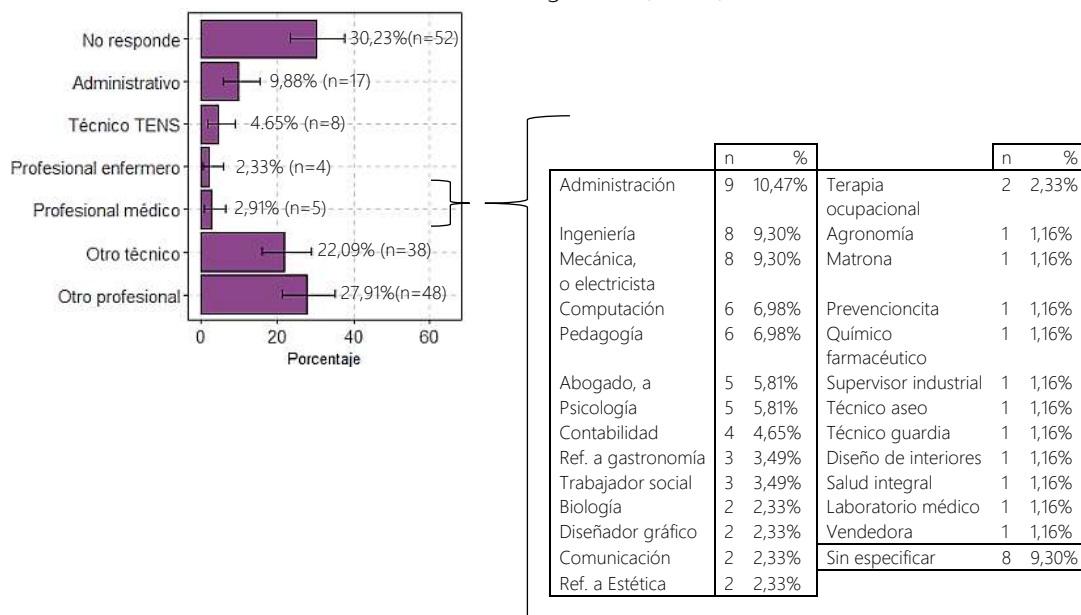 No responde 30,23%(n=52)
Administrativo 9,88% (n=17)
Técnico TENS 4.65% (n=8)
Profesional enfermero 2,33% (n=4)
Profesional médico 2,91% (n=5)
Otro técnico 22,09% (n=38)
Otro profesional 27,91%(n=48)
0 20 40 60
Porcentaje
n % n %
Administración 9 10,47% Terapia 2 2,33%
ocupacional
Ingeniería 8 9,30% Agronomía 1 1,16%
Mecánica, 8 9,30% Matrona 1 1,16%
o electricista
Computación 6 6,98% Prevencioncita 1 1,16%
Pedagogía 6 6,98% Químico 1 1,16%
farmacéutico
Abogado, a 5 5,81% Supervisor industrial 1 1,16%
Psicología 5 5,81% Técnico aseo 1 1,16%
Contabilidad 4 4,65% Técnico guardia 1 1,16%
Ref. a gastronomía 3 3,49% Diseño de interiores 1 1,16%
Trabajador social 3 3,49% Salud integral 1 1,16%
Biología 2 2,33% Laboratorio médico 1 1,16%
Diseñador gráfico 2 2,33% Vendedora 1 1,16%
Comunicación 2 2,33% Sin especificar 8 9,30%
Ref. a Estética 2 2,33%